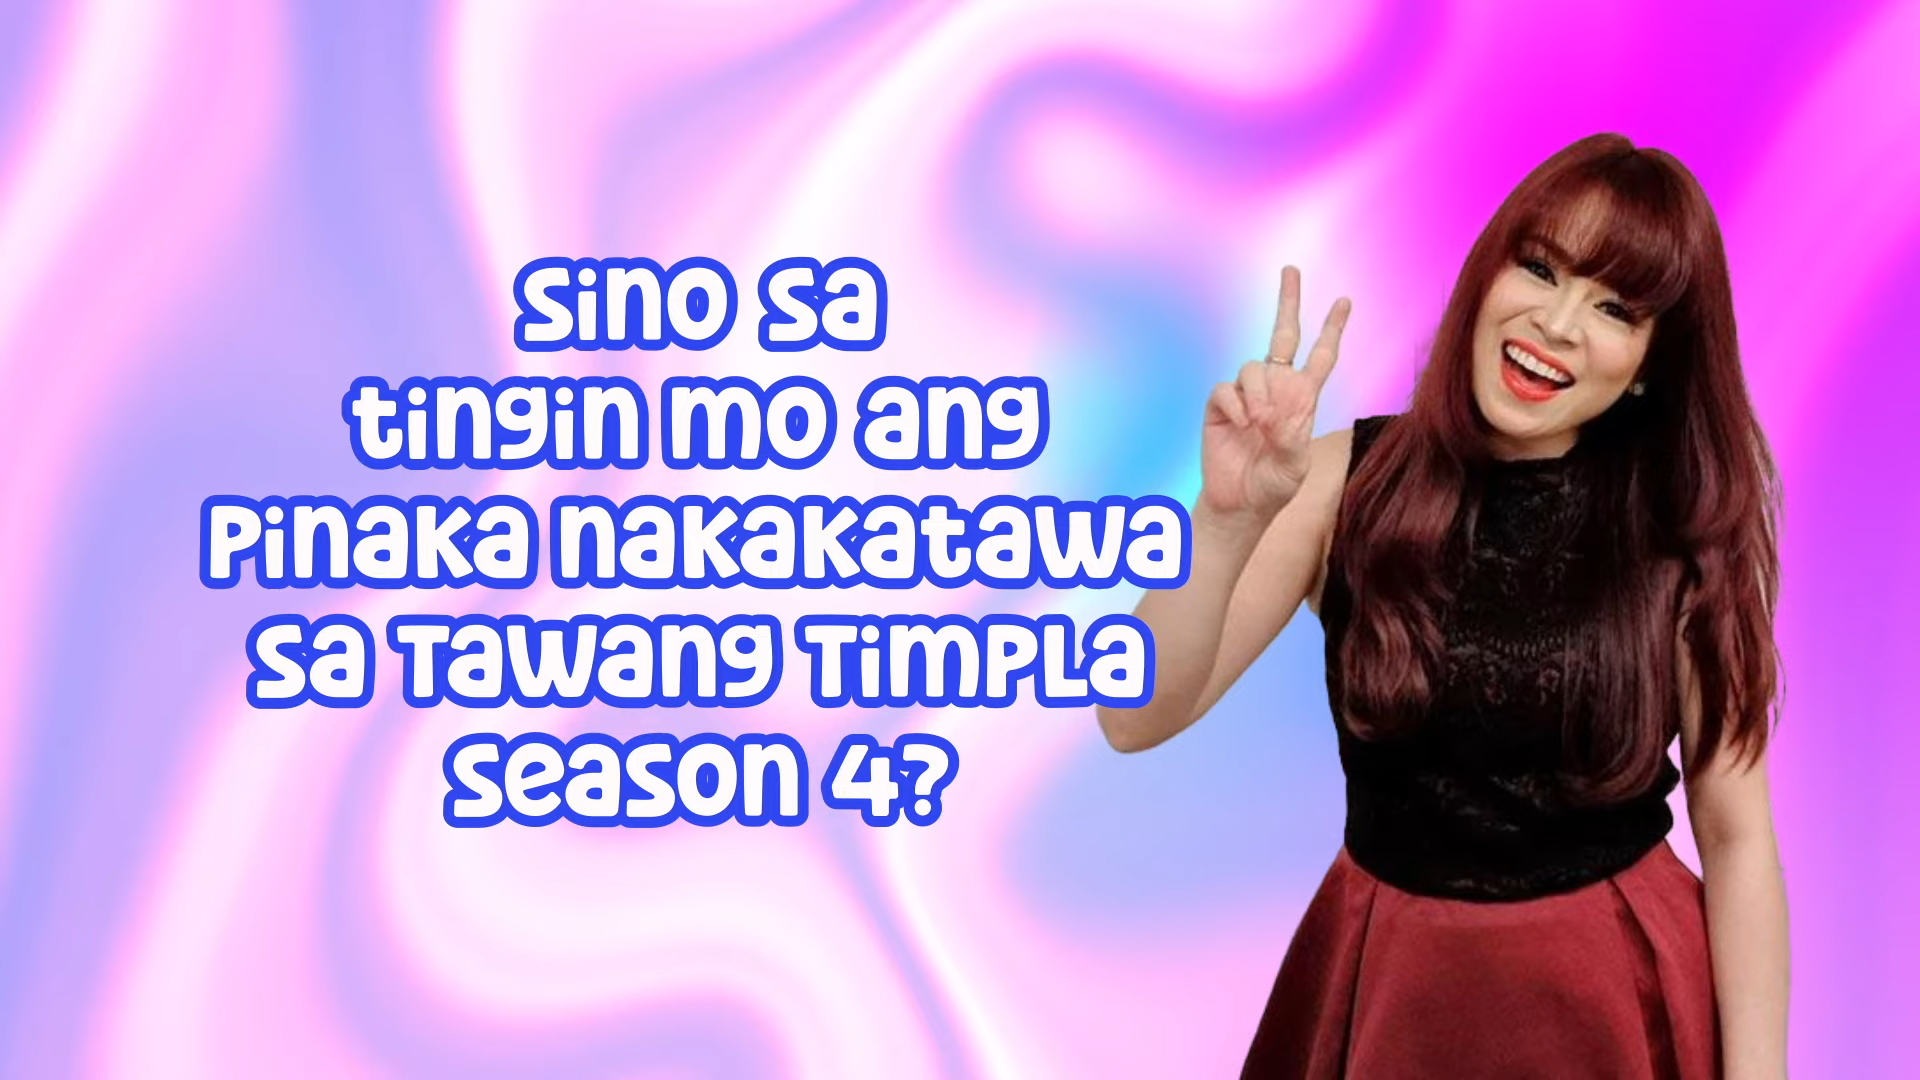 Sino sa
tingin mo ang
pinaka nakakatawa
sa Tawang Timpla
season 4?